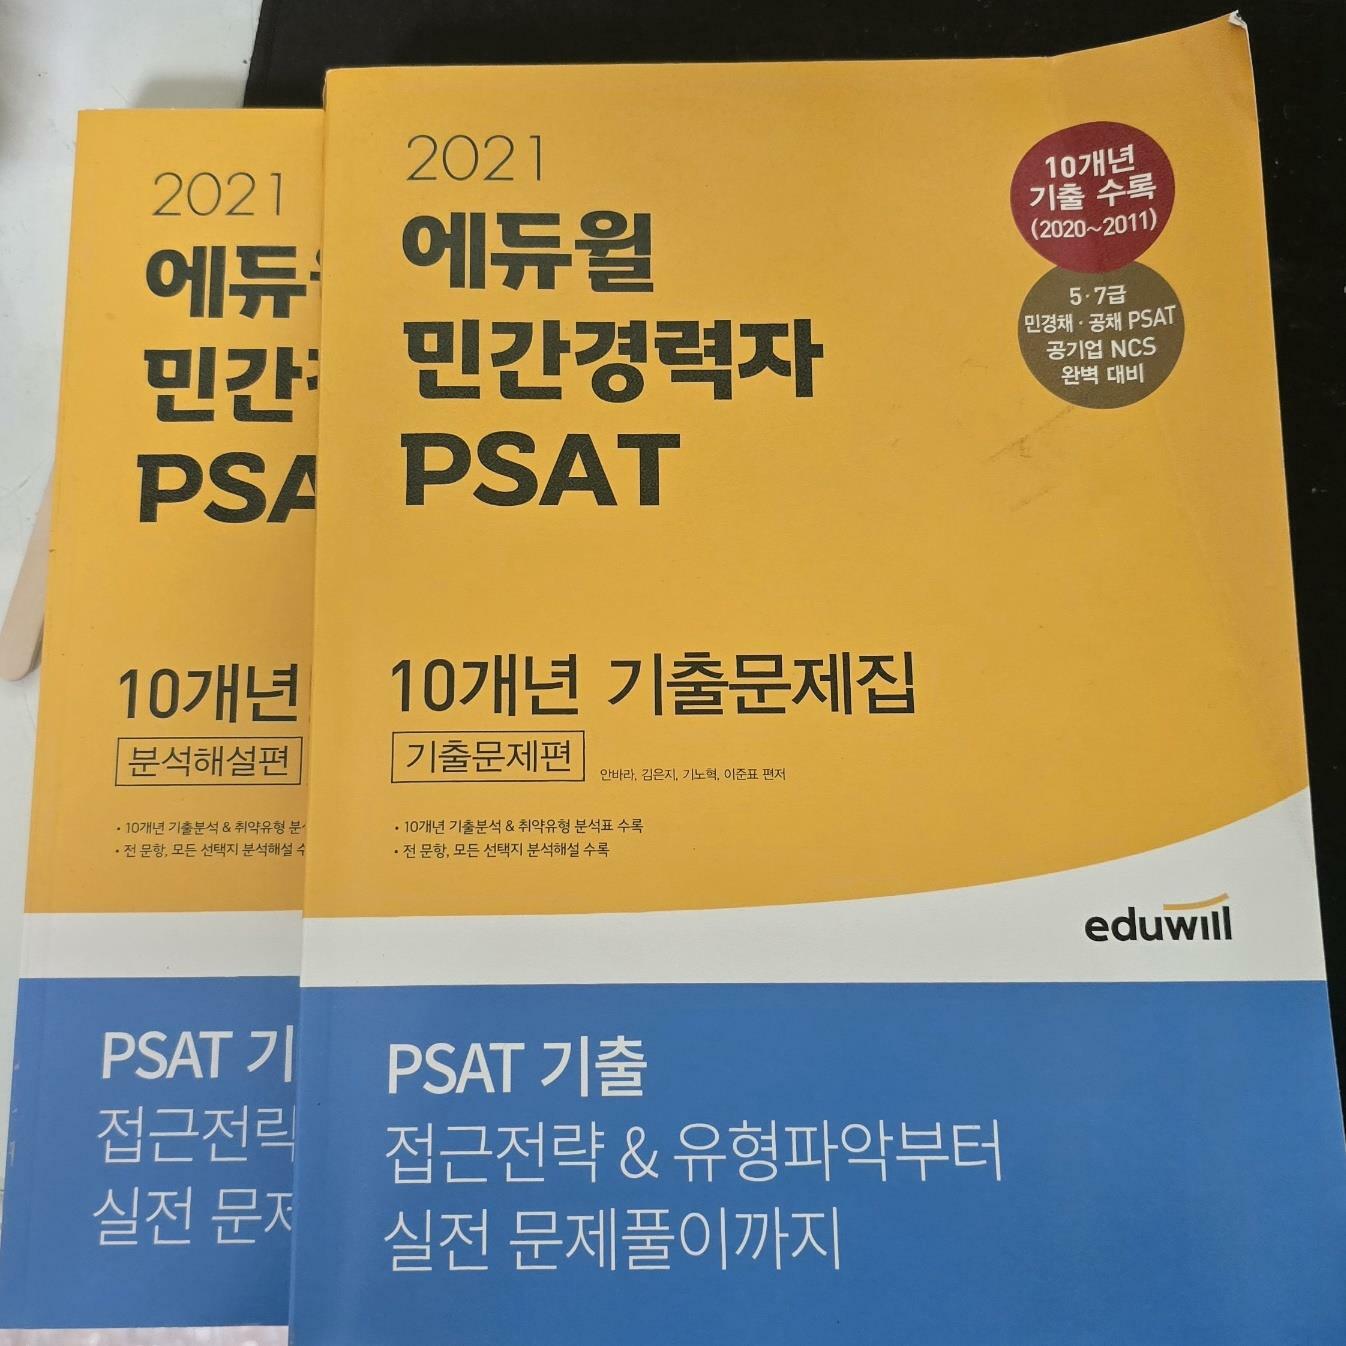 2021
에듀
민간
PSA
10개년
분석해설편
• 10개년 기출분석 & 취약유형
• 전 문항, 모든 선택지 분석해설
PSAT 기
접근전략
실전 문제
2021
에듀윌
민간경력자
PSAT
10개년
기출 수록
(2020~2011)
5·7급
민경채·공채 PSAT
공기업 NCS
완벽 대비
10개년 기출문제집
기출문제편
안바라, 김은지, 기노혁, 이준표 편저
• 10개년 기출분석 & 취약유형 분석표 수록
• 전 문항, 모든 선택지 분석해설 수록
eduwill
PSAT 기출
접근전략 & 유형파악부터
실전 문제풀이까지